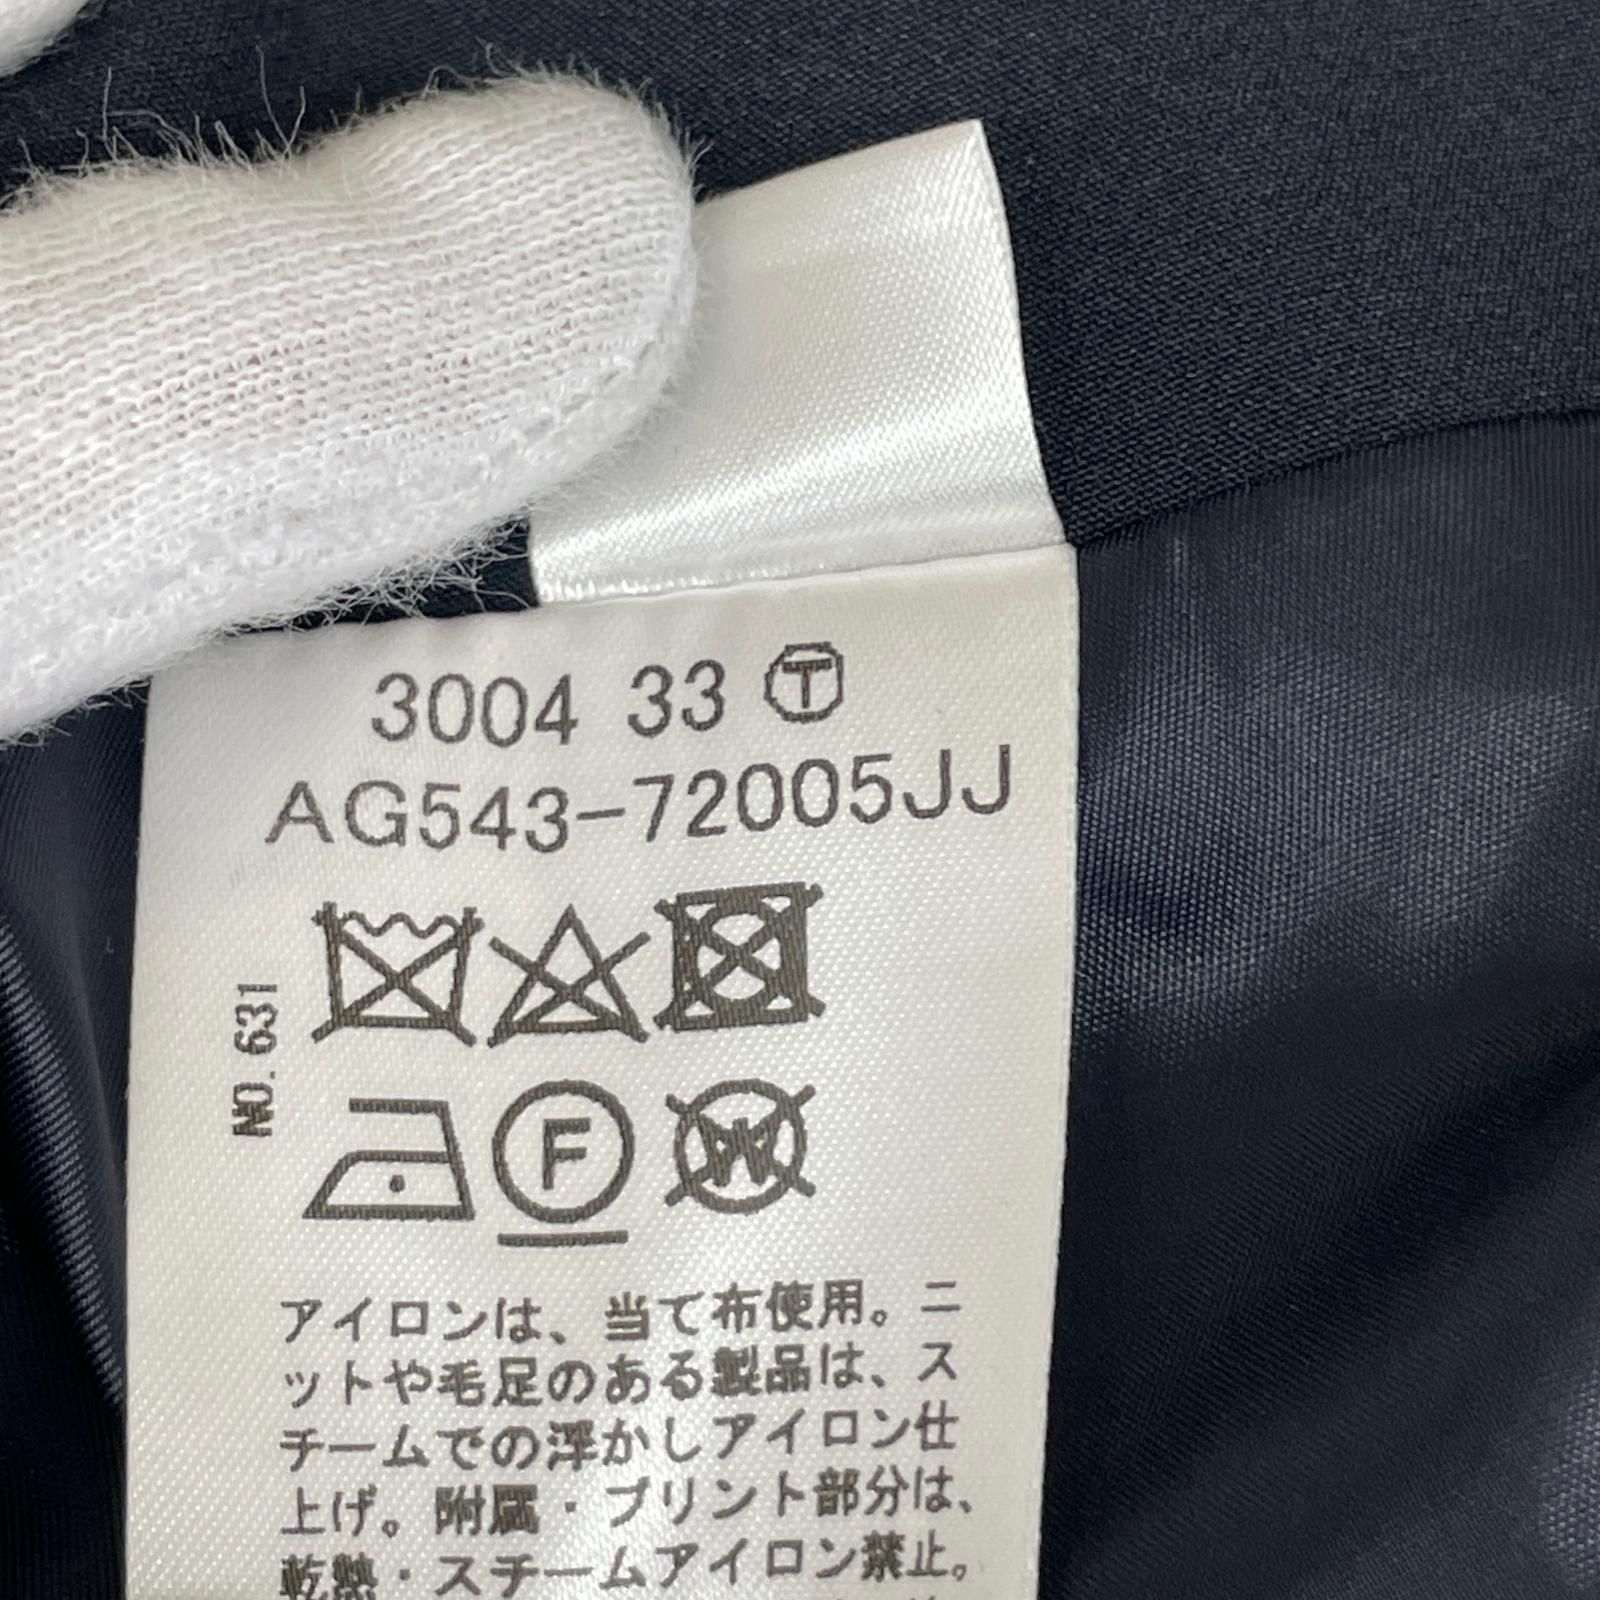 3004 33 Ⓣ
AG543-72005JJ
NO.631
F
W
アイロンは、当て布使用。ニ
ットや毛足のある製品は、ス
チームでの浮かしアイロン仕
上げ。附属・プリント部分は、
乾熱・スチームアイロン禁止。